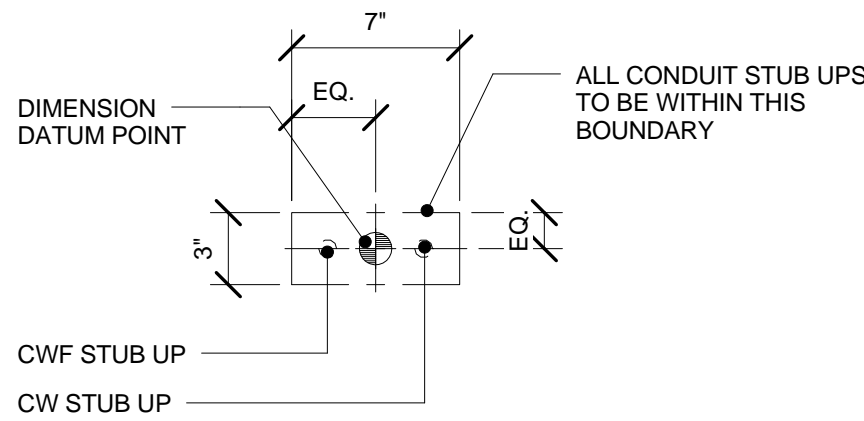 7"
EQ.
DIMENSION
DATUM POINT
ALL CONDUIT STUB UPS
TO BE WITHIN THIS
BOUNDARY
3"
EQ.
CWF STUB UP
CW STUB UP